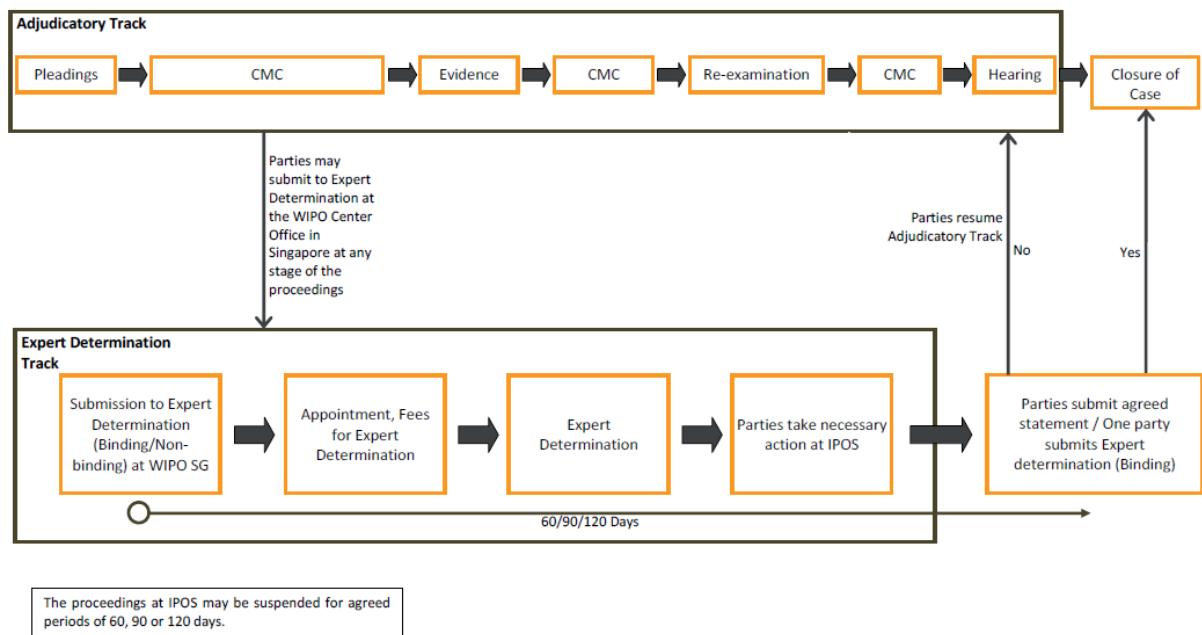 Adjudicatory Track
Pleadings
CMC
Evidence
CMC
Re-examination
CMC
Hearing
Closure of
Case
Parties may
submit to Expert
Determination at
the WIPO Center
Office in
Singapore at any
stage of the
proceedings
Parties resume
Adjudicatory Track
No
Yes
Expert Determination
Track
Submission to Expert
Determination
(Binding/Non-
binding) at WIPO SG
Appointment, Fees
for Expert
Determination
Expert
Determination
Parties take necessary
action at IPOS
Parties submit agreed
statement / One party
submits Expert
determination (Binding)
60/90/120 Days
The proceedings at IPOS may be suspended for agreed
periods of 60, 90 or 120 days.